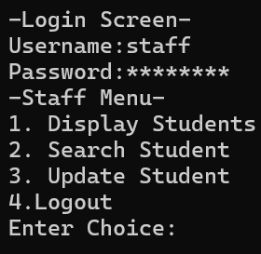 -Login Screen-
Username:staff
Password:********
-Staff Menu-
1. Display Students
2. Search Student
3. Update Student
4.Logout
Enter Choice: